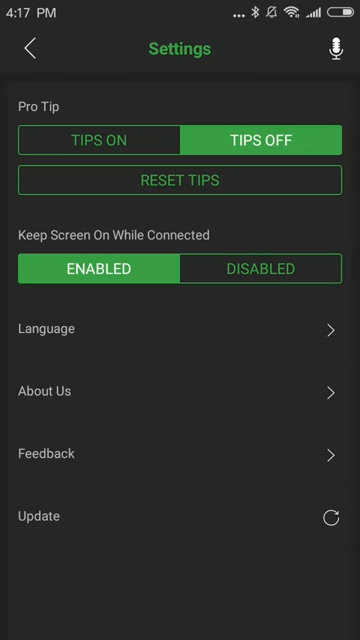 4:17 PM
Settings
Pro Tip
TIPS ON
TIPS OFF
RESET TIPS
Keep Screen On While Connected
ENABLED
DISABLED
Language
About Us
Feedback
Update